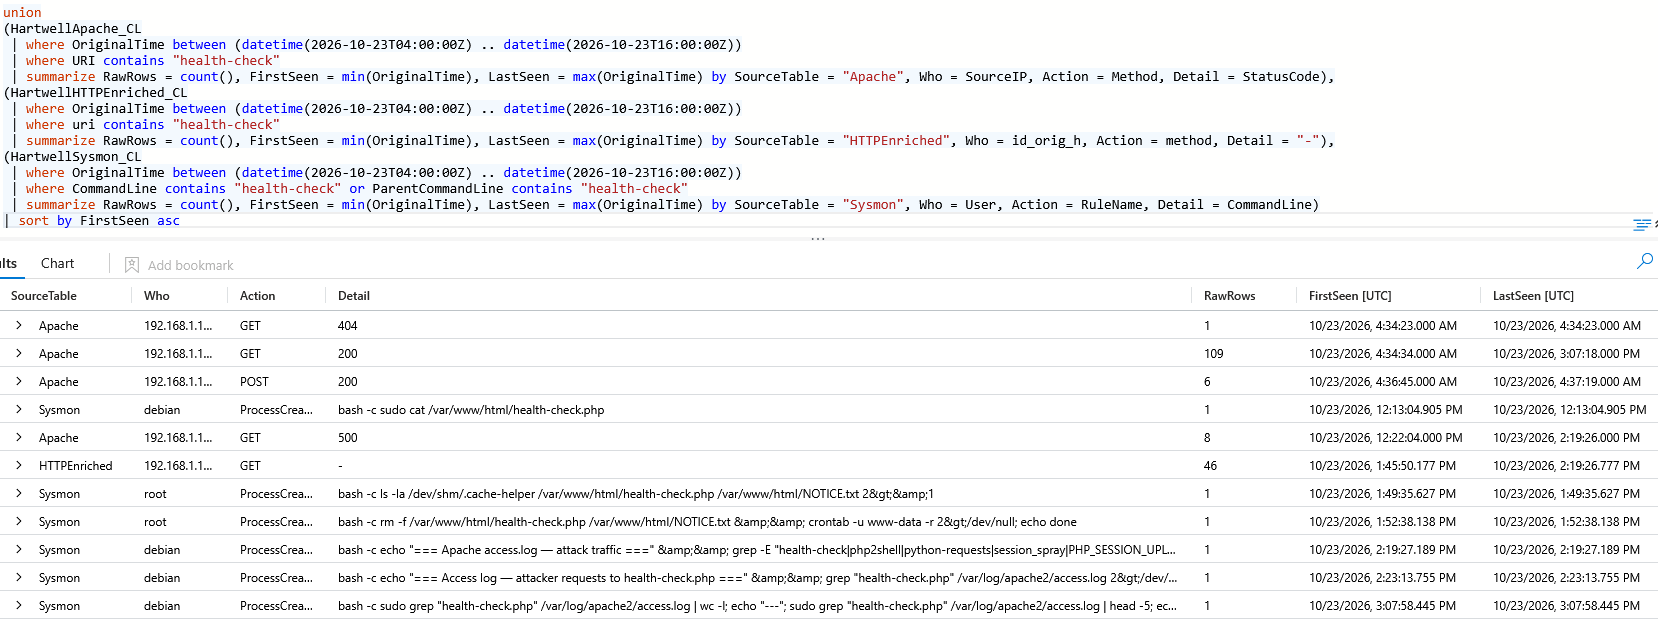 union
(HartwellApache_CL
| where OriginalTime between (datetime(2026-10-23T04:00:00Z) .. datetime(2026-10-23T16:00:00Z))
| where URI contains "health-check"
| summarize RawRows = count(), FirstSeen = min(OriginalTime), LastSeen = max(OriginalTime) by SourceTable = "Apache", Who = SourceIP, Action = Method, Detail = StatusCode),
(HartwellHTTPEnriched_CL
| where OriginalTime between (datetime(2026-10-23T04:00:00Z) .. datetime(2026-10-23T16:00:00Z))
| where uri contains "health-check"
| summarize RawRows = count(), FirstSeen = min(OriginalTime), LastSeen = max(OriginalTime) by SourceTable = "HTTPEnriched", Who = id_orig_h, Action = method, Detail = "-"),
(HartwellSysmon_CL
| where OriginalTime between (datetime(2026-10-23T04:00:00Z) .. datetime(2026-10-23T16:00:00Z))
| where CommandLine contains "health-check" or ParentCommandLine contains "health-check"
| summarize RawRows = count(), FirstSeen = min(OriginalTime), LastSeen = max(OriginalTime) by SourceTable = "Sysmon", Who = User, Action = RuleName, Detail = CommandLine)
| sort by FirstSeen asc
ılts Chart Add bookmark
SourceTable Who Action Detail RawRows FirstSeen [UTC] LastSeen [UTC]
Apache 192.168.1.1... GET 404 1 10/23/2026, 4:34:23.000 AM 10/23/2026, 4:34:23.000 AM
Apache 192.168.1.1... GET 200 109 10/23/2026, 4:34:34.000 AM 10/23/2026, 3:07:18.000 PM
Apache 192.168.1.1... POST 200 6 10/23/2026, 4:36:45.000 AM 10/23/2026, 4:37:19.000 AM
Sysmon debian ProcessCrea... bash -c sudo cat /var/www/html/health-check.php 1 10/23/2026, 12:13:04.905 PM 10/23/2026, 12:13:04.905 PM
Apache 192.168.1.1... GET 500 8 10/23/2026, 12:22:04.000 PM 10/23/2026, 2:19:26.000 PM
HTTPEnriched 192.168.1.1... GET - 46 10/23/2026, 1:45:50.177 PM 10/23/2026, 2:19:26.777 PM
Sysmon root ProcessCrea... bash -c ls -la /dev/shm/.cache-helper /var/www/html/health-check.php /var/www/html/NOTICE.txt 2&gt;&amp;1 1 10/23/2026, 1:49:35.627 PM 10/23/2026, 1:49:35.627 PM
Sysmon root ProcessCrea... bash -c rm -f /var/www/html/health-check.php /var/www/html/NOTICE.txt &amp;&amp; crontab -u www-data -r 2&gt;/dev/null; echo done 1 10/23/2026, 1:52:38.138 PM 10/23/2026, 1:52:38.138 PM
Sysmon debian ProcessCrea... bash -c echo "=== Apache access.log — attack traffic ===" &amp;&amp; grep -E "health-check|php2shell|python-requests|session_spray|PHP_SESSION_UPL... 1 10/23/2026, 2:19:27.189 PM 10/23/2026, 2:19:27.189 PM
Sysmon debian ProcessCrea... bash -c echo "=== Access log — attacker requests to health-check.php ===" &amp;&amp; grep "health-check.php" /var/log/apache2/access.log 2&gt;/dev/... 1 10/23/2026, 2:23:13.755 PM 10/23/2026, 2:23:13.755 PM
Sysmon debian ProcessCrea... bash -c sudo grep "health-check.php" /var/log/apache2/access.log | wc -l; echo "---"; sudo grep "health-check.php" /var/log/apache2/access.log | head -5; ec... 1 10/23/2026, 3:07:58.445 PM 10/23/2026, 3:07:58.445 PM